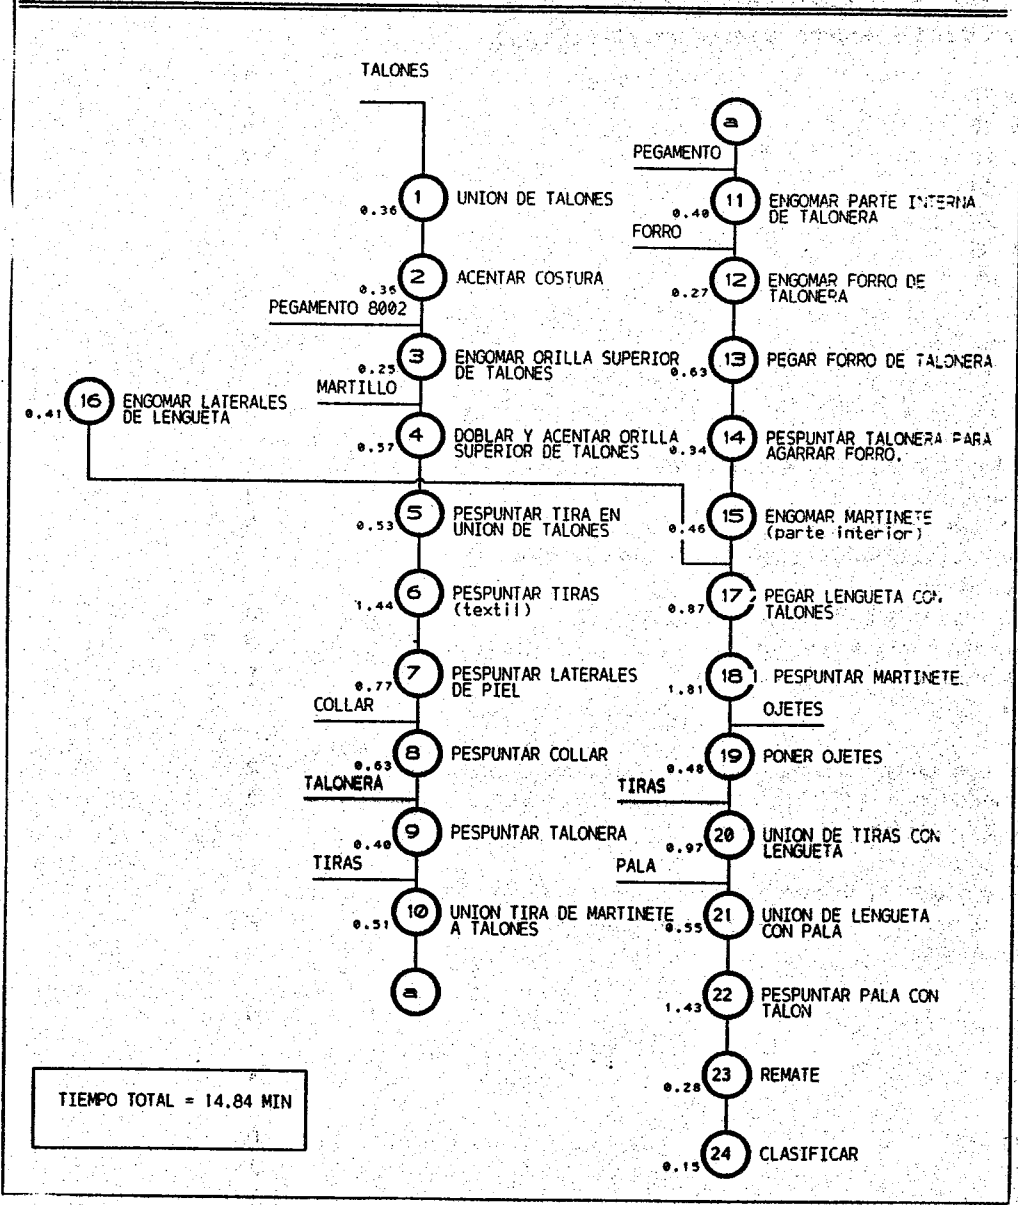 TALONES
1
0.36
UNION DE TALONES
2
0.36
ACENTAR COSTURA
PEGAMENTO 8002
3
0.25
ENGOMAR ORILLA SUPERIOR
DE TALONES
MARTILLO
16
0.41
ENGOMAR LATERALES
DE LENGUETA
4
0.57
DOBLAR Y ACENTAR ORILLA
SUPERIOR DE TALONES
5
0.53
PESPUNTAR TIRA EN
UNION DE TALONES
6
1.44
PESPUNTAR TIRAS
(textil)
7
0.77
PESPUNTAR LATERALES
DE PIEL
COLLAR
8
0.63
PESPUNTAR COLLAR
TALONERA
9
0.40
PESPUNTAR TALONERA
TIRAS
10
0.51
UNION TIRA DE MARTINETE
A TALONES
a
a
PEGAMENTO
11
0.40
ENGOMAR PARTE INTERNA
DE TALONERA
FORRO
12
0.27
ENGOMAR FORRO DE
TALONERA
13
0.63
PEGAR FORRO DE TALONERA
14
0.34
PESPUNTAR TALONERA PARA
AGARRAR FORRO.
15
0.46
ENGOMAR MARTINETE
(parte interior)
17
0.87
PEGAR LENGUETA CON
TALONES
18
1.81
PESPUNTAR MARTINETE
OJETES
19
0.48
PONER OJETES
TIRAS
20
0.97
UNION DE TIRAS CON
LENGUETA
PALA
21
0.55
UNION DE LENGUETA
CON PALA
22
1.43
PESPUNTAR PALA CON
TALON
23
0.28
REMATE
24
0.15
CLASIFICAR
TIEMPO TOTAL = 14.84 MIN